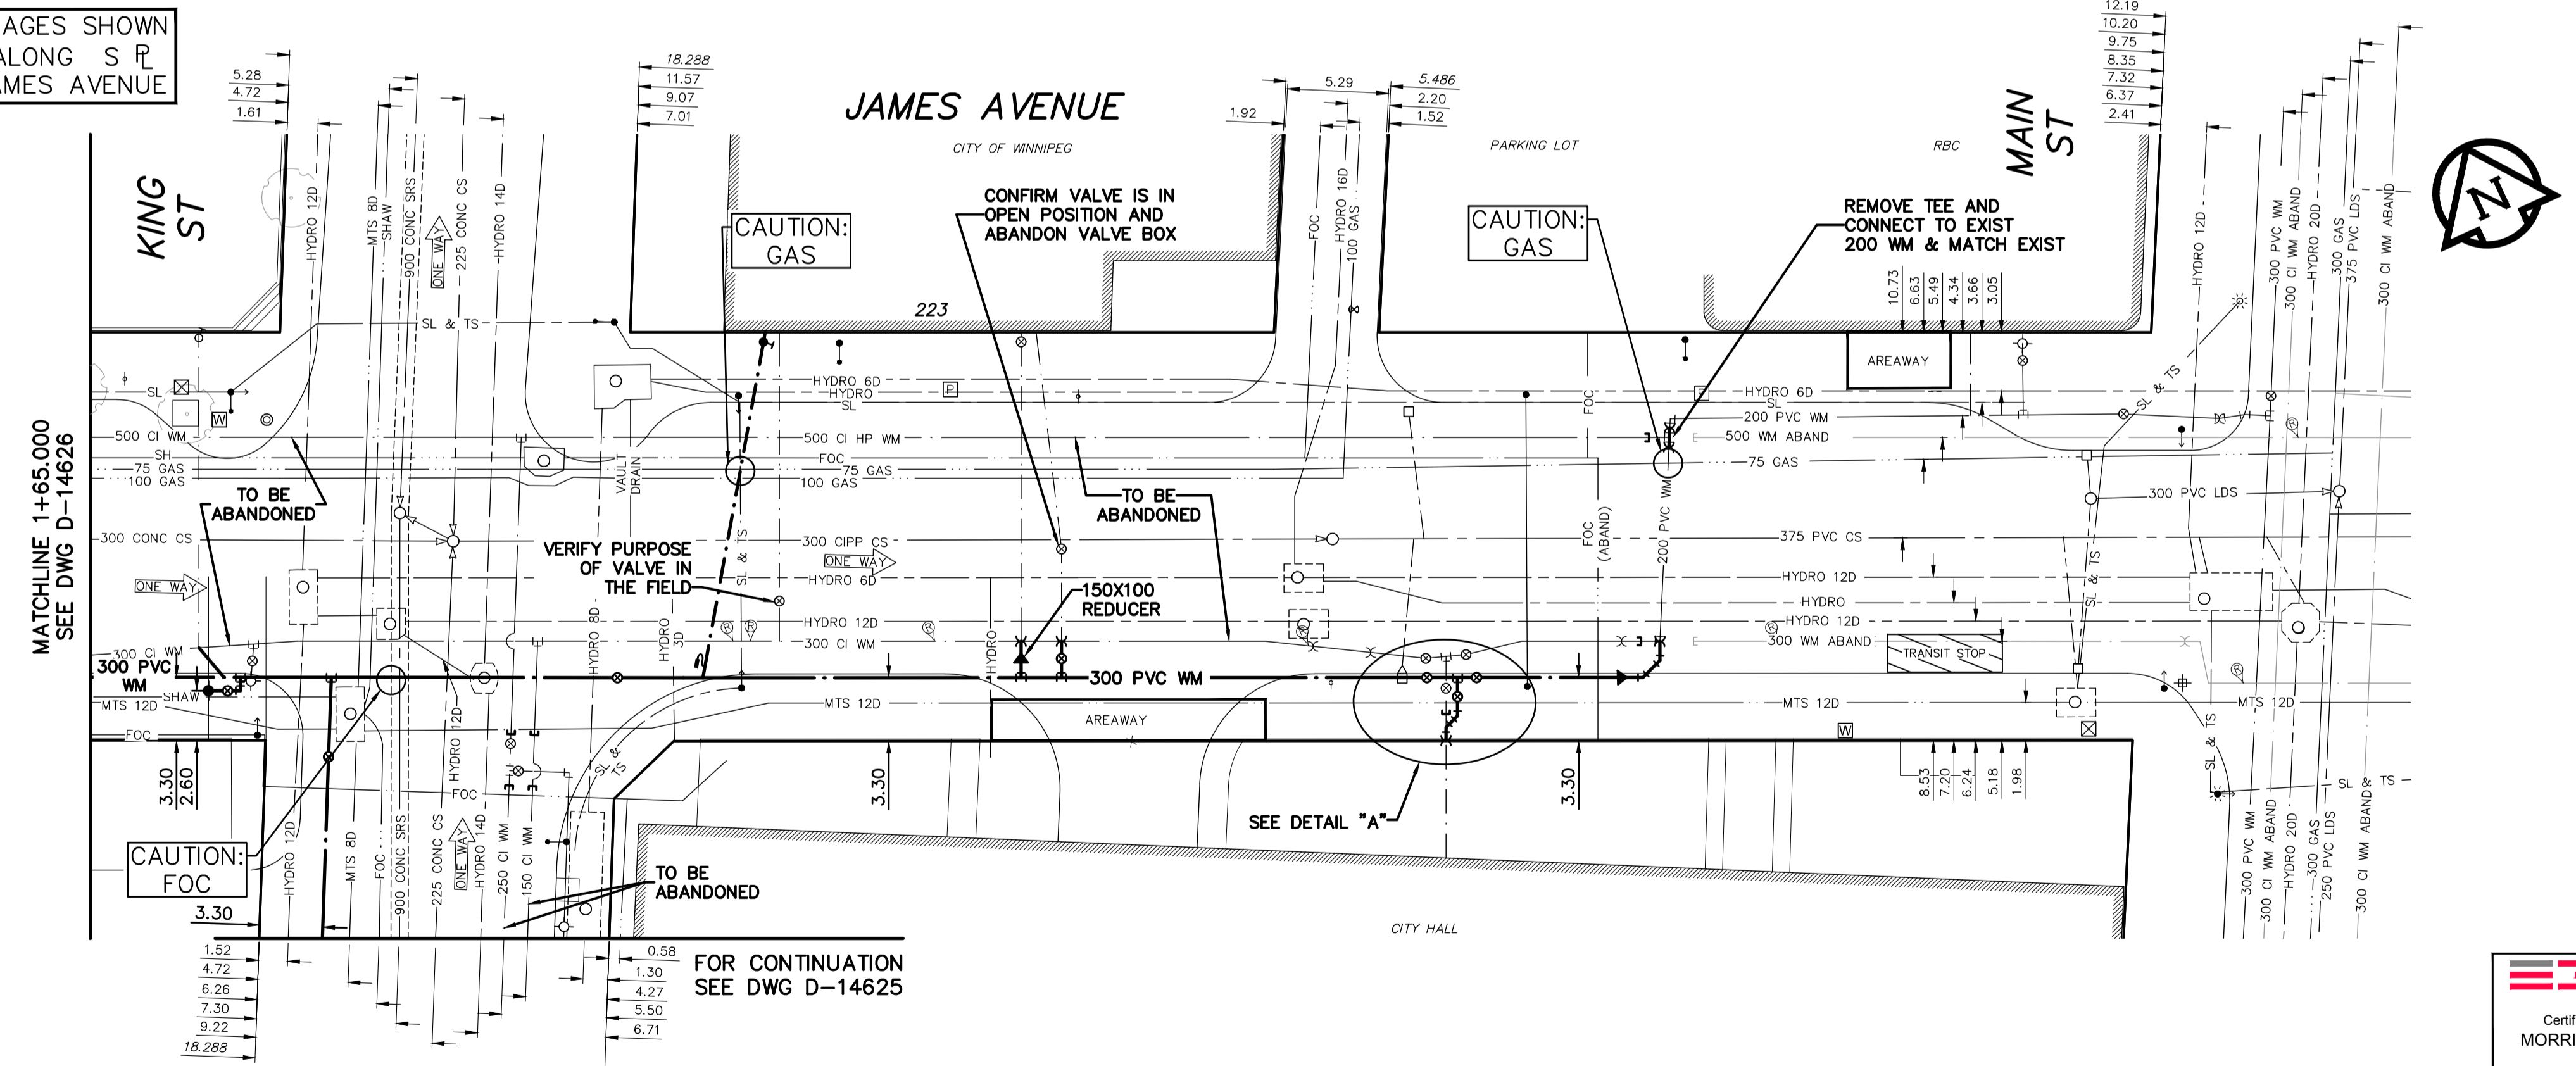 AGES SHOWN
ALONG S PL
AMES AVENUE
5.28
4.72
1.61
KING
ST
18.288
11.57
9.07
7.01
JAMES AVENUE
CITY OF WINNIPEG
1.92
5.29
5.486
2.20
1.52
PARKING LOT
RBC
MAIN
ST
12.19
10.20
9.75
8.35
7.32
6.37
2.41
N
HYDRO 12D
MTS 8D
SHAW
900 CONC SRS
ONE WAY
225 CONC CS
HYDRO 14D
CAUTION:
GAS
223
CONFIRM VALVE IS IN
OPEN POSITION AND
ABANDON VALVE BOX
FOC
HYDRO 16D
100 GAS
CAUTION:
GAS
REMOVE TEE AND
CONNECT TO EXIST
200 WM & MATCH EXIST
10.73
6.63
5.49
4.34
3.66
3.05
HYDRO 12D
300 PVC WM
300 CI WM ABAND
HYDRO 20D
300 GAS
375 PVC LDS
300 CI WM ABAND
SL & TS
AREAWAY
SL & TS
SL
W
HYDRO 6D
HYDRO
SL
P
FOC
P
HYDRO 6D
SL
200 PVC WM
500 CI WM
500 CI HP WM
500 WM ABAND
SH
75 GAS
100 GAS
FOC
75 GAS
100 GAS
75 GAS
VAULT
DRAIN
MATCHLINE 1+65.000
SEE DWG D-14626
TO BE
ABANDONED
TO BE
ABANDONED
300 PVC LDS
300 CONC CS
300 CIPP CS
375 PVC CS
VERIFY PURPOSE
OF VALVE IN
THE FIELD
SL & TS
ONE WAY
HYDRO 6D
FOC
(ABAND)
200 PVC WM
HYDRO 12D
SL & TS
ONE WAY
150X100
REDUCER
HYDRO
HYDRO 8D
HYDRO
3D
HYDRO 12D
300 CI WM
HYDRO
HYDRO 12D
300 WM ABAND
TRANSIT STOP
300 CI WM
300 PVC
WM
300 PVC WM
SHAW
MTS 12D
MTS 12D
AREAWAY
MTS 12D
MTS 12D
W
FOC
3.30
2.60
HYDRO 12D
SL &
TS
3.30
3.30
8.53
7.20
6.24
5.18
1.98
SL & TS
SL & TS
FOC
SEE DETAIL "A"
CAUTION:
FOC
HYDRO 12D
MTS 8D
FOC
900 CONC SRS
225 CONC CS
ONE WAY
HYDRO 14D
250 CI WM
150 CI WM
TO BE
ABANDONED
300 PVC WM
300 CI WM ABAND
HYDRO 20D
300 GAS
250 PVC LDS
300 CI WM ABAND
CITY HALL
3.30
1.52
4.72
6.26
7.30
9.22
18.288
0.58
1.30
4.27
5.50
6.71
FOR CONTINUATION
SEE DWG D-14625
Certif
MORRI